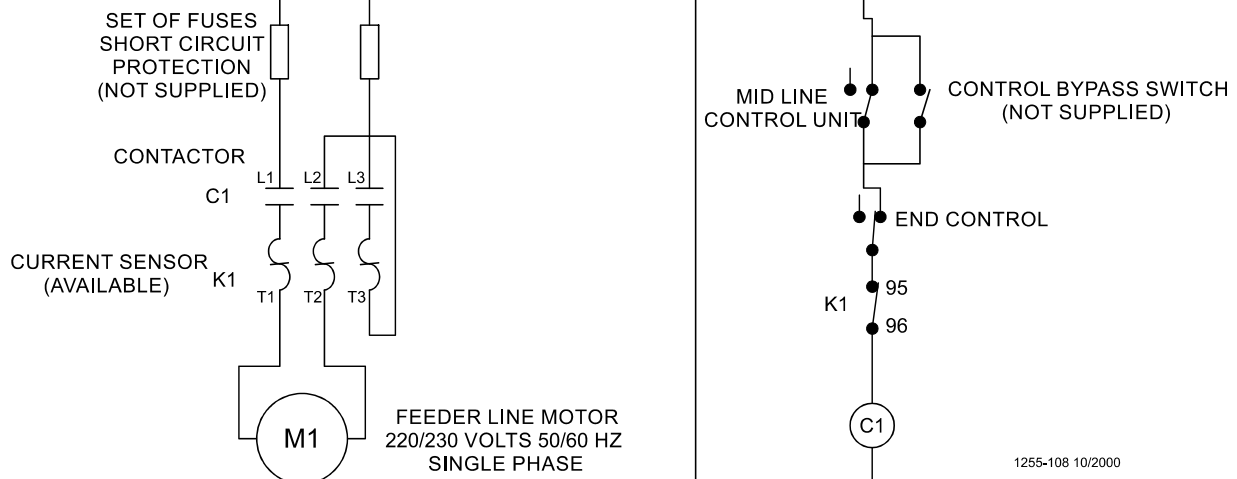 SET OF FUSES
SHORT CIRCUIT
PROTECTION
(NOT SUPPLIED)
CONTACTOR
C1
L1
L2
L3
CURRENT SENSOR
(AVAILABLE)
K1
T1
T2
T3
M1
FEEDER LINE MOTOR
220/230 VOLTS 50/60 HZ
SINGLE PHASE
MID LINE
CONTROL UNIT
CONTROL BYPASS SWITCH
(NOT SUPPLIED)
END CONTROL
K1
95
96
C1
1255-108 10/2000